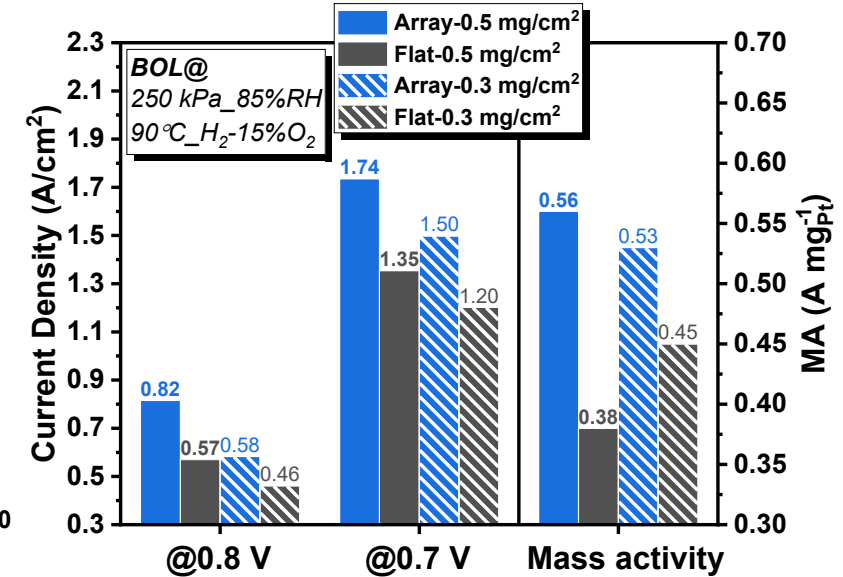 Array-0.5 mg/cm²
Flat-0.5 mg/cm²
Array-0.3 mg/cm²
Flat-0.3 mg/cm²
BOL@
250 kPa_85%RH
90°C_H₂-15%O₂
Current Density (A/cm²)
2.3
2.1
1.9
1.7
1.5
1.3
1.1
0.9
0.7
0.5
0.3
0
0.82
0.57
0.58
0.46
1.74
1.35
1.50
1.20
0.56
0.38
0.53
0.45
0.70
0.65
0.60
0.55
0.50
0.45
0.40
0.35
0.30
MA (A mg⁻¹Pt)
@0.8 V
@0.7 V
Mass activity